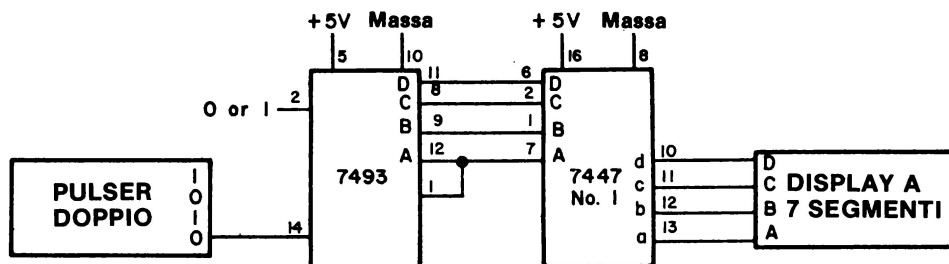 +5V Massa +5V Massa
5 10 16 8
D 11 6 D
C 8 2 C
0 or 1 2
B 9 1 B
A 12 7 A
7493
1
7447
No. 1
PULSER
DOPPIO
1
0
1
0
14
d 10 D
c 11 C
b 12 B
a 13 A
DISPLAY A
7 SEGMENTI